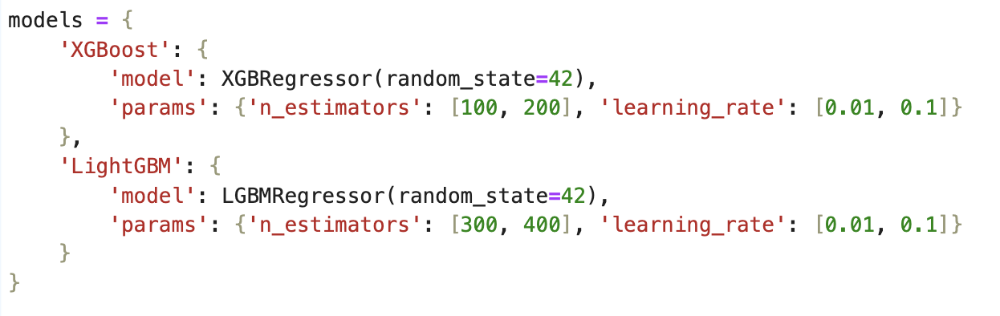 models = {
    'XGBoost': {
        'model': XGBRegressor(random_state=42),
        'params': {'n_estimators': [100, 200], 'learning_rate': [0.01, 0.1]}
    },
    'LightGBM': {
        'model': LGBMRegressor(random_state=42),
        'params': {'n_estimators': [300, 400], 'learning_rate': [0.01, 0.1]}
    }
}